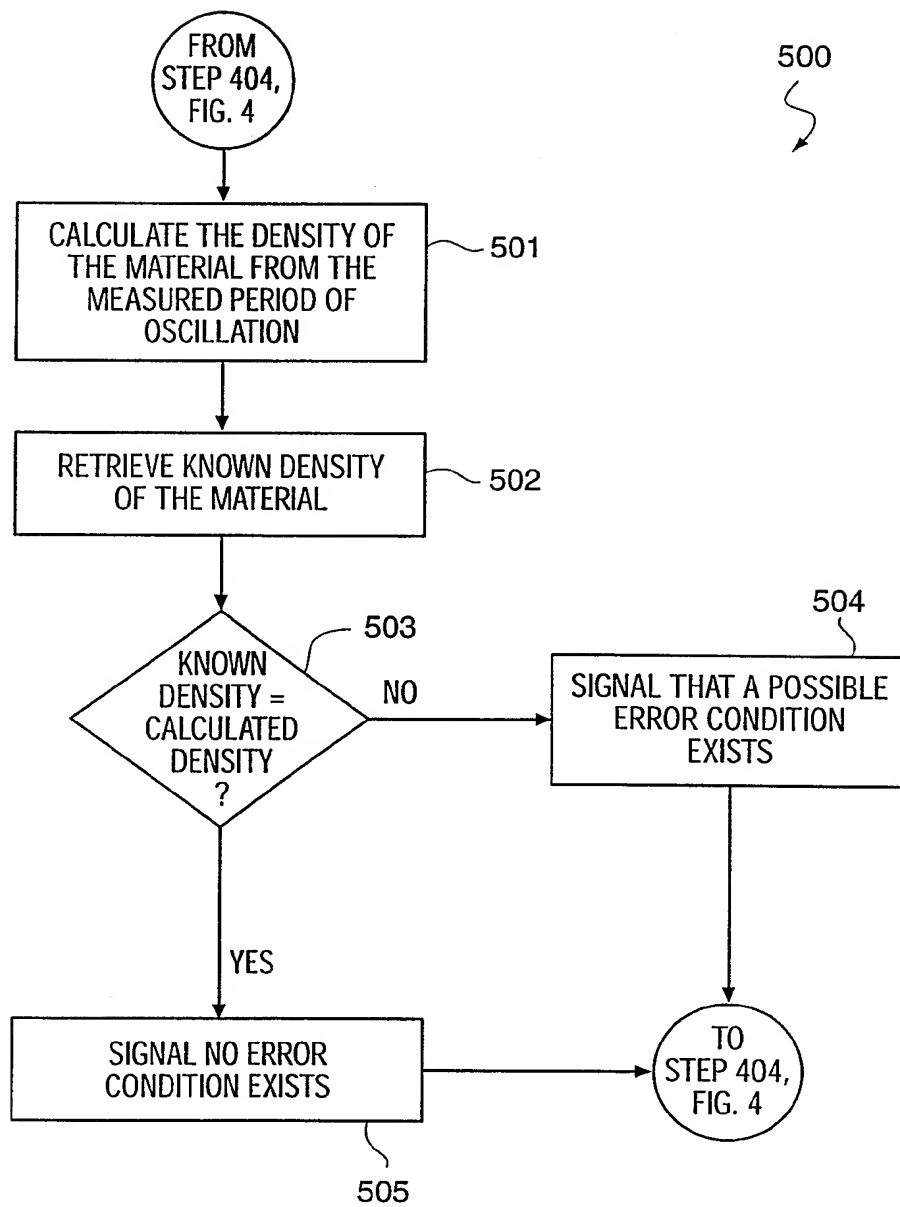 FROM
STEP 404,
FIG. 4
500
CALCULATE THE DENSITY OF
THE MATERIAL FROM THE
MEASURED PERIOD OF
OSCILLATION
501
RETRIEVE KNOWN DENSITY
OF THE MATERIAL
502
KNOWN
DENSITY =
CALCULATED
DENSITY
?
503
NO
504
SIGNAL THAT A POSSIBLE
ERROR CONDITION
EXISTS
YES
SIGNAL NO ERROR
CONDITION EXISTS
505
TO
STEP 404,
FIG. 4